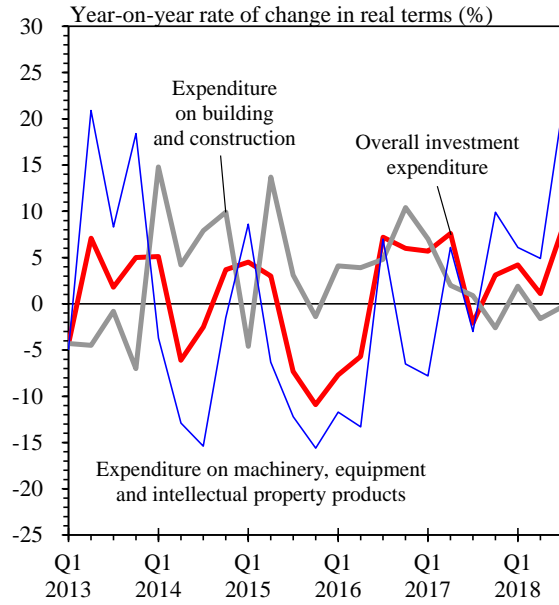 Year-on-year rate of change in real terms (%)
30
25
20
15
10
5
0
-5
-10
-15
-20
-25
Expenditure
on building
and construction
Overall investment
expenditure
Expenditure on machinery, equipment
and intellectual property products
Q1 Q1 Q1 Q1 Q1 Q1
2013 2014 2015 2016 2017 2018